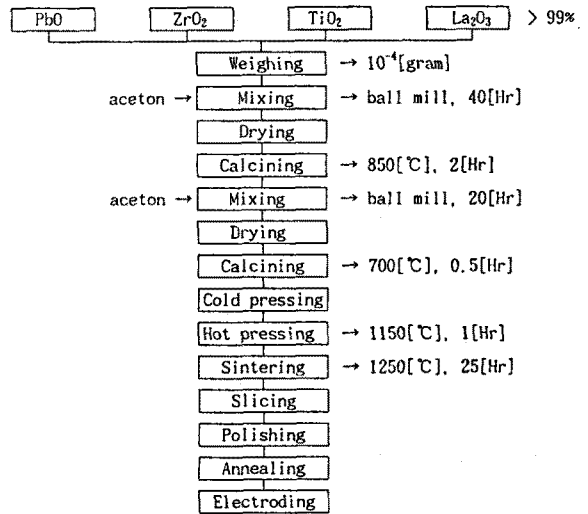 PbO ZrO₂ TiO₂ La₂O₃ > 99%
Weighing → 10⁻⁴[gram]
aceton → Mixing → ball mill, 40[Hr]
Drying
Calcining → 850[℃], 2[Hr]
aceton → Mixing → ball mill, 20[Hr]
Drying
Calcining → 700[℃], 0.5[Hr]
Cold pressing
Hot pressing → 1150[℃], 1[Hr]
Sintering → 1250[℃], 25[Hr]
Slicing
Polishing
Annealing
Electroding